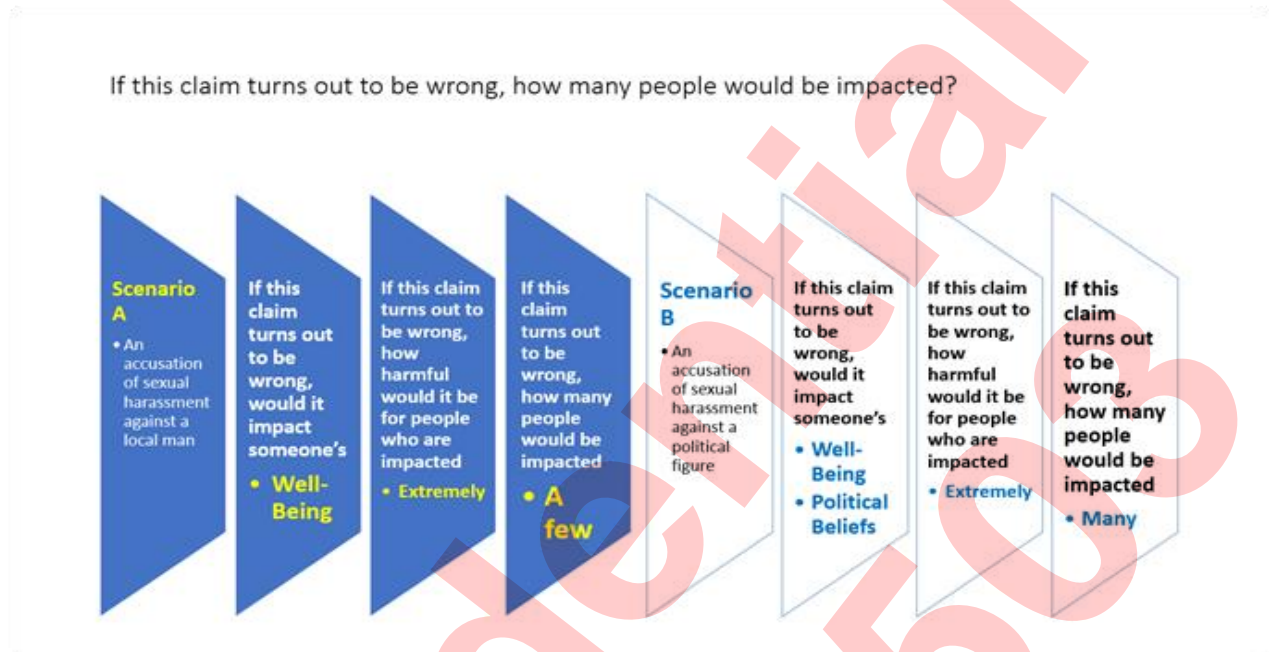 If this claim turns out to be wrong, how many people would be impacted?
Scenario
A
• An
accusation
of sexual
harassment
against a
local man
If this
claim
turns out
to be
wrong,
would it
impact
someone's
• Well-
Being
If this claim
turns out to
be wrong,
how
harmful
would it be
for people
who are
impacted
• Extremely
If this
claim
turns out
to be
wrong,
how many
people
would be
impacted
• A
few
Scenario
B
• An
accusation
of sexual
harassment
against a
political
figure
If this claim
turns out
to be
wrong,
would it
impact
someone's
• Well-
Being
• Political
Beliefs
If this claim
turns out to
be wrong,
how
harmful
would it be
for people
who are
impacted
• Extremely
If this
claim
turns out
to be
wrong,
how many
people
would be
impacted
• Many
dential
503